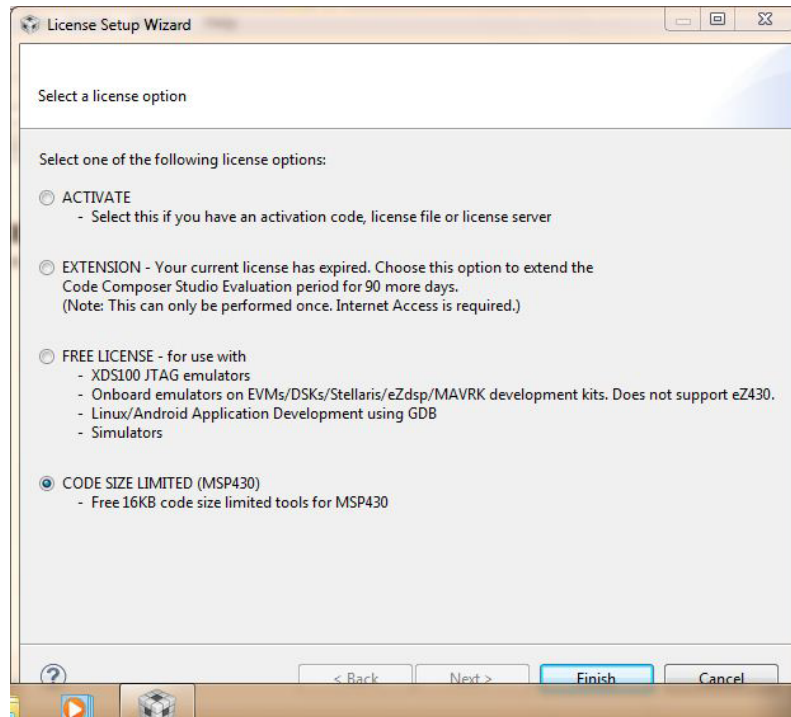 License Setup Wizard
Select a license option
Select one of the following license options:
ACTIVATE
- Select this if you have an activation code, license file or license server
EXTENSION - Your current license has expired. Choose this option to extend the
Code Composer Studio Evaluation period for 90 more days.
(Note: This can only be performed once. Internet Access is required.)
FREE LICENSE - for use with
- XDS100 JTAG emulators
- Onboard emulators on EVMs/DSKs/Stellaris/eZdsp/MAVRK development kits. Does not support eZ430.
- Linux/Android Application Development using GDB
- Simulators
CODE SIZE LIMITED (MSP430)
- Free 16KB code size limited tools for MSP430
? < Back Next > Finish Cancel